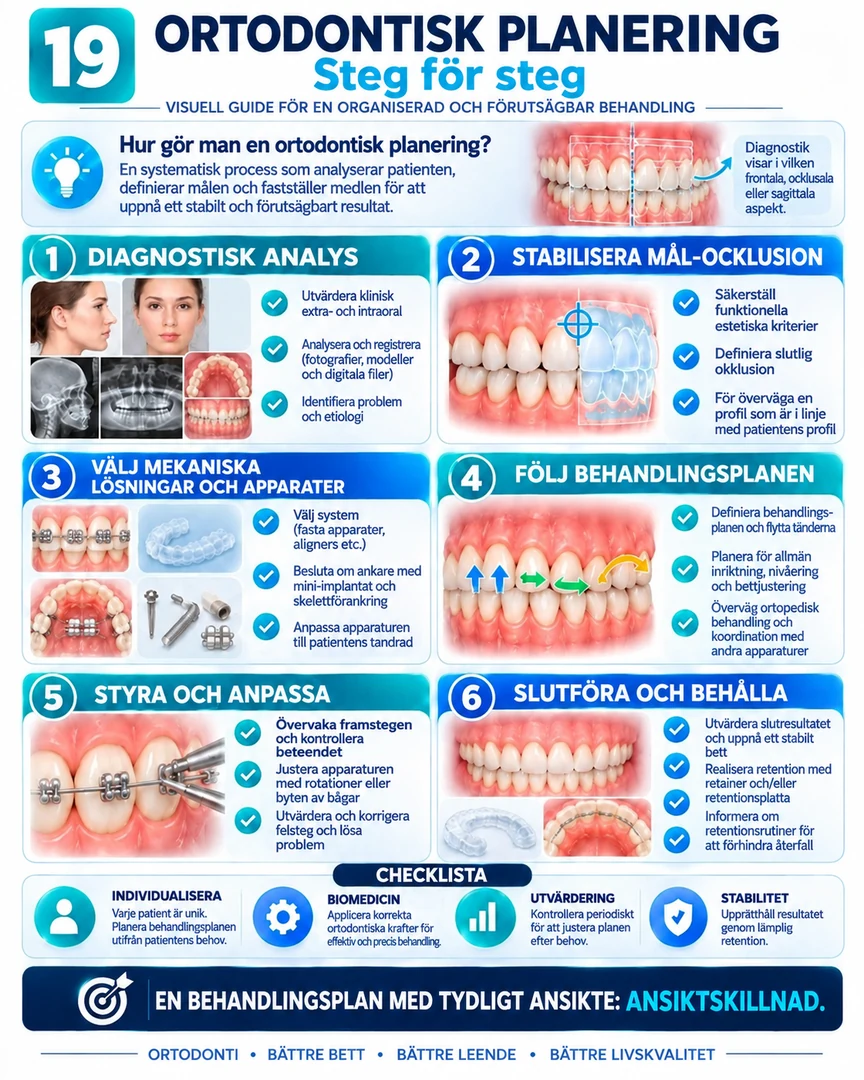 19
ORTODONTISK PLANERING
Steg för steg
VISUELL GUIDE FÖR EN ORGANISERAD OCH FÖRUTSÄGBAR BEHANDLING
Hur gör man en ortodontisk planering?
En systematisk process som analyserar patienten,
definierar målen och fastställer medlen för att
uppnå ett stabilt och förutsägbart resultat.
Diagnostik
visar i vilken
frontala, ocklusala
eller sagittala
aspekt.
1 DIAGNOSTISK ANALYS
Utvärdera klinisk
extra- och intraoral
Analysera och registrera
(fotografier, modeller
och digitala filer)
Identifiera problem
och etiologi
2 STABILISERA MÅL-OCKLUSION
Säkerställ
funktionella
estetiska kriterier
Definiera slutlig
okklusion
För överväga en
profil som är i linje
med patientens profil
3 VÄLJ MEKANISKA
LÖSNINGAR OCH APPARATER
Välj system
(fasta apparater,
aligners etc.)
Besluta om ankare med
mini-implantat och
skelettförankring
Anpassa apparaturen
till patientens tandrad
4 FÖLJ BEHANDLINGSPLANEN
Definiera behandlings-
planen och flytta tänderna
Planera för allmän
inriktning, nivåering
och bettjustering
Överväg ortopedisk
behandling och
koordination med
andra apparaturer
5 STYRA OCH ANPASSA
Övervaka framstegen
och kontrollera
beteendet
Justera apparaturen
med rotationer eller
byten av bågar
Utvärdera och korrigera
felsteg och lösa
problem
6 SLUTFÖRA OCH BEHÅLLA
Utvärdera slutresultatet
och uppnå ett stabilt
bett
Realisera retention med
retainer och/eller
retentionsplatta
Informera om
retentionsrutiner för
att förhindra återfall
CHECKLISTA
INDIVIDUALISERA
Varje patient är unik.
Planera behandlingsplanen
utifrån patientens behov.
BIOMEDICIN
Applicera korrekta
ortodontiska krafter för
effektiv och precis behandling.
UTVÄRDERING
Kontrollera periodiskt
för att justera planen
efter behov.
STABILITET
Upprätthåll resultatet
genom lämplig
retention.
EN BEHANDLINGSPLAN MED TYDLIGT ANSIKTE: ANSIKTSKILLNAD.
ORTODONTI • BÄTTRE BETT • BÄTTRE LEENDE • BÄTTRE LIVSKVALITET